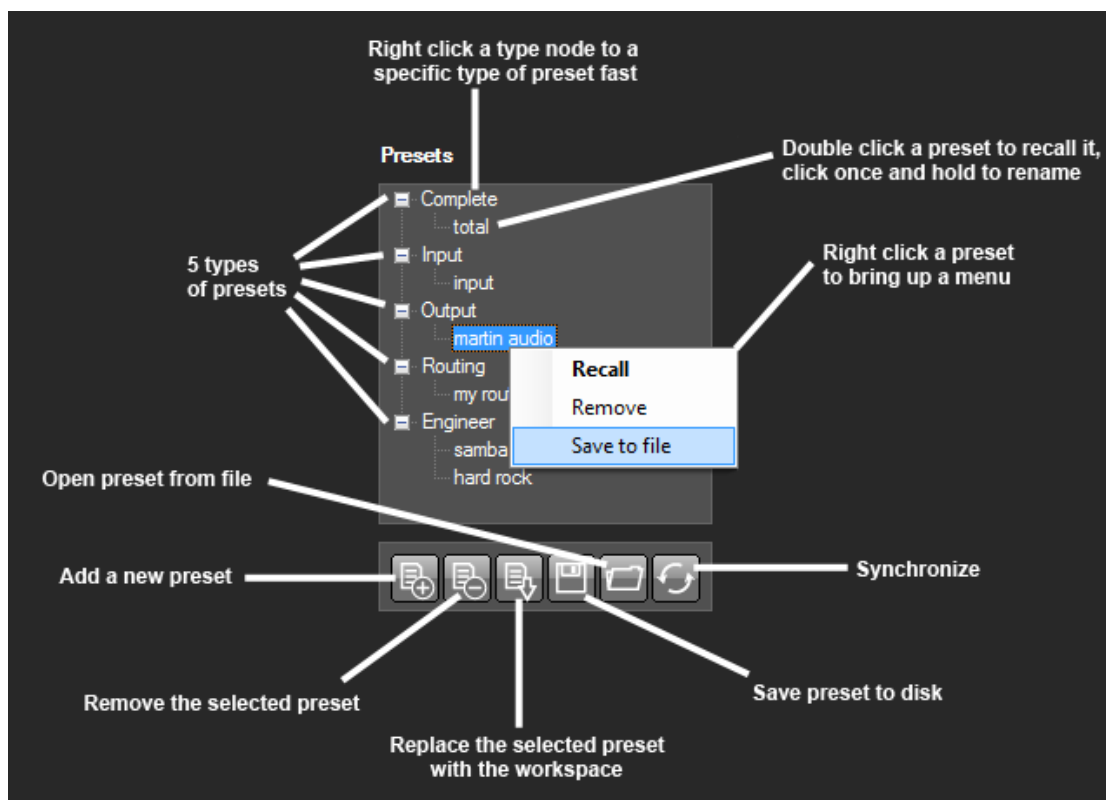 Right click a type node to a
specific type of preset fast
Presets
Double click a preset to recall it,
click once and hold to rename
Complete
total
Right click a preset
to bring up a menu
5 types
of presets
Input
input
Output
martin audio
Routing
my rou
Recall
Remove
Save to file
Engineer
samba
hard rock
Open preset from file
Add a new preset
Synchronize
Remove the selected preset
Save preset to disk
Replace the selected preset
with the workspace